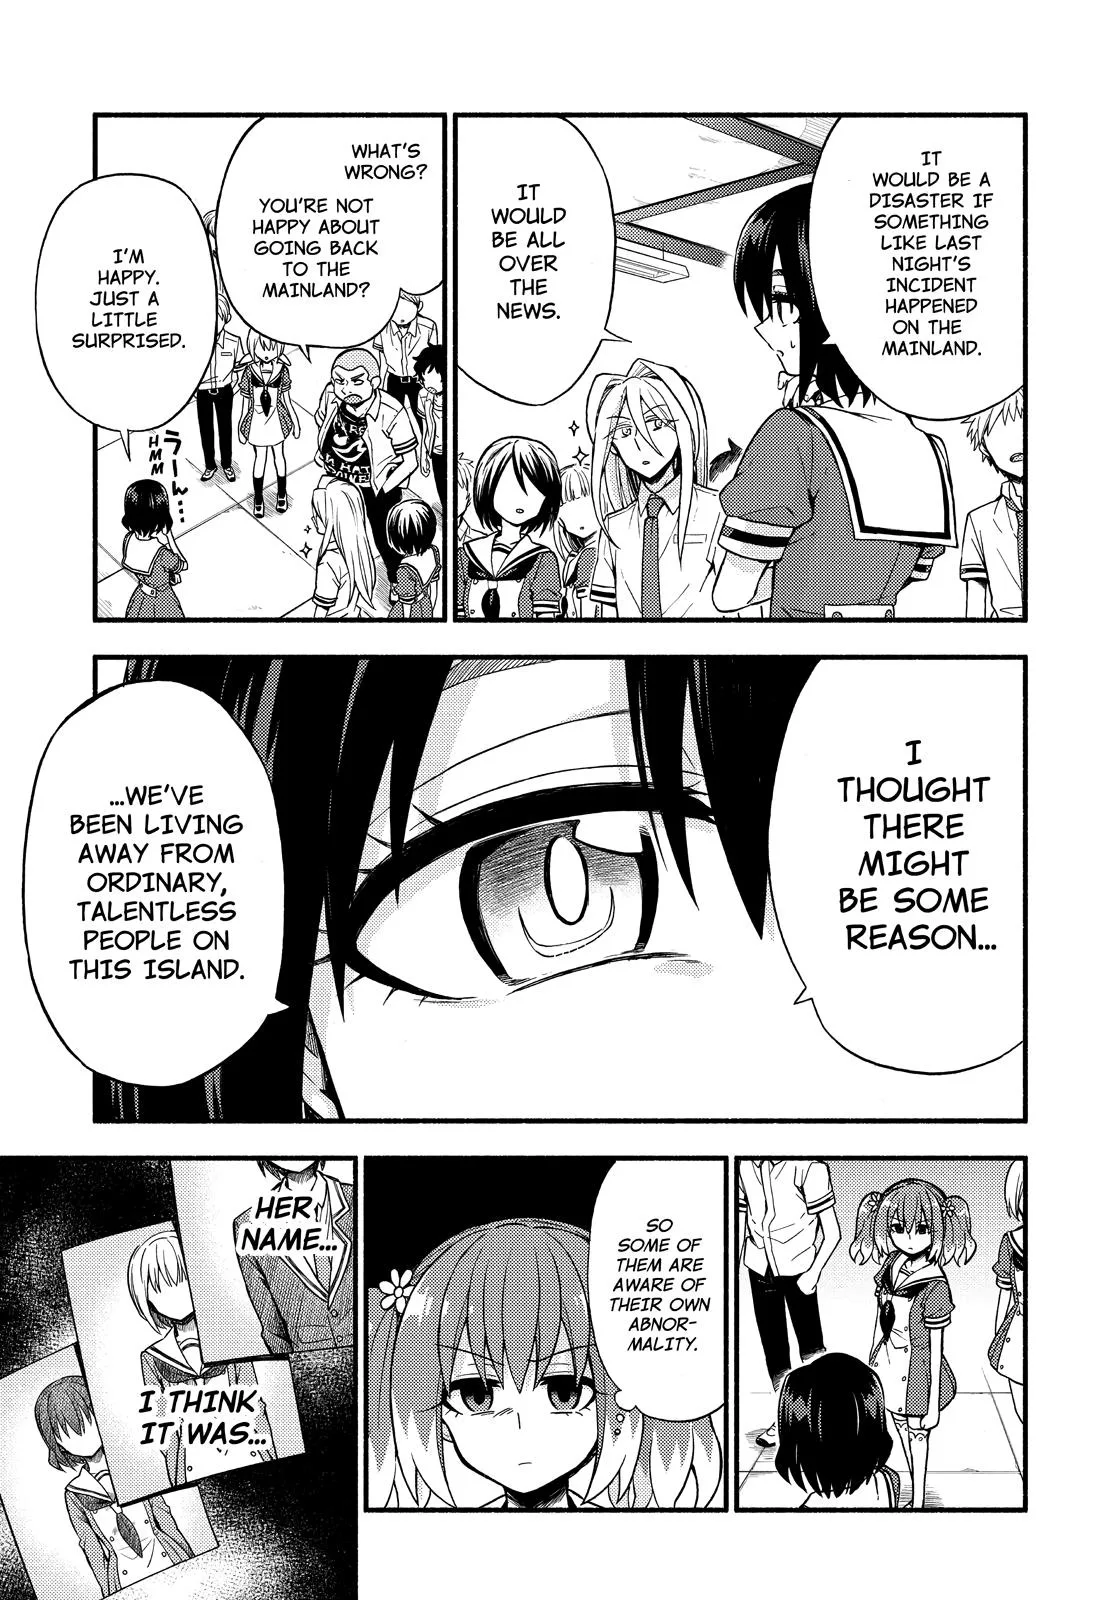 IT
WOULD BE A
DISASTER IF
SOMETHING
LIKE LAST
NIGHT'S
INCIDENT
HAPPENED
ON THE
MAINLAND.
IT
WOULD
BE ALL
OVER
THE
NEWS.
WHAT'S
WRONG?
YOU'RE NOT
HAPPY ABOUT
GOING BACK
TO THE
MAINLAND?
I'M
HAPPY.
JUST A
LITTLE
SURPRISED.
うーん…
HMM
I
THOUGHT
THERE
MIGHT
BE SOME
REASON...
...WE'VE
BEEN LIVING
AWAY FROM
ORDINARY,
TALENTLESS
PEOPLE ON
THIS ISLAND.
SO
SOME OF
THEM ARE
AWARE OF
THEIR OWN
ABNOR-
MALITY.
HER
NAME...
I THINK
IT WAS...